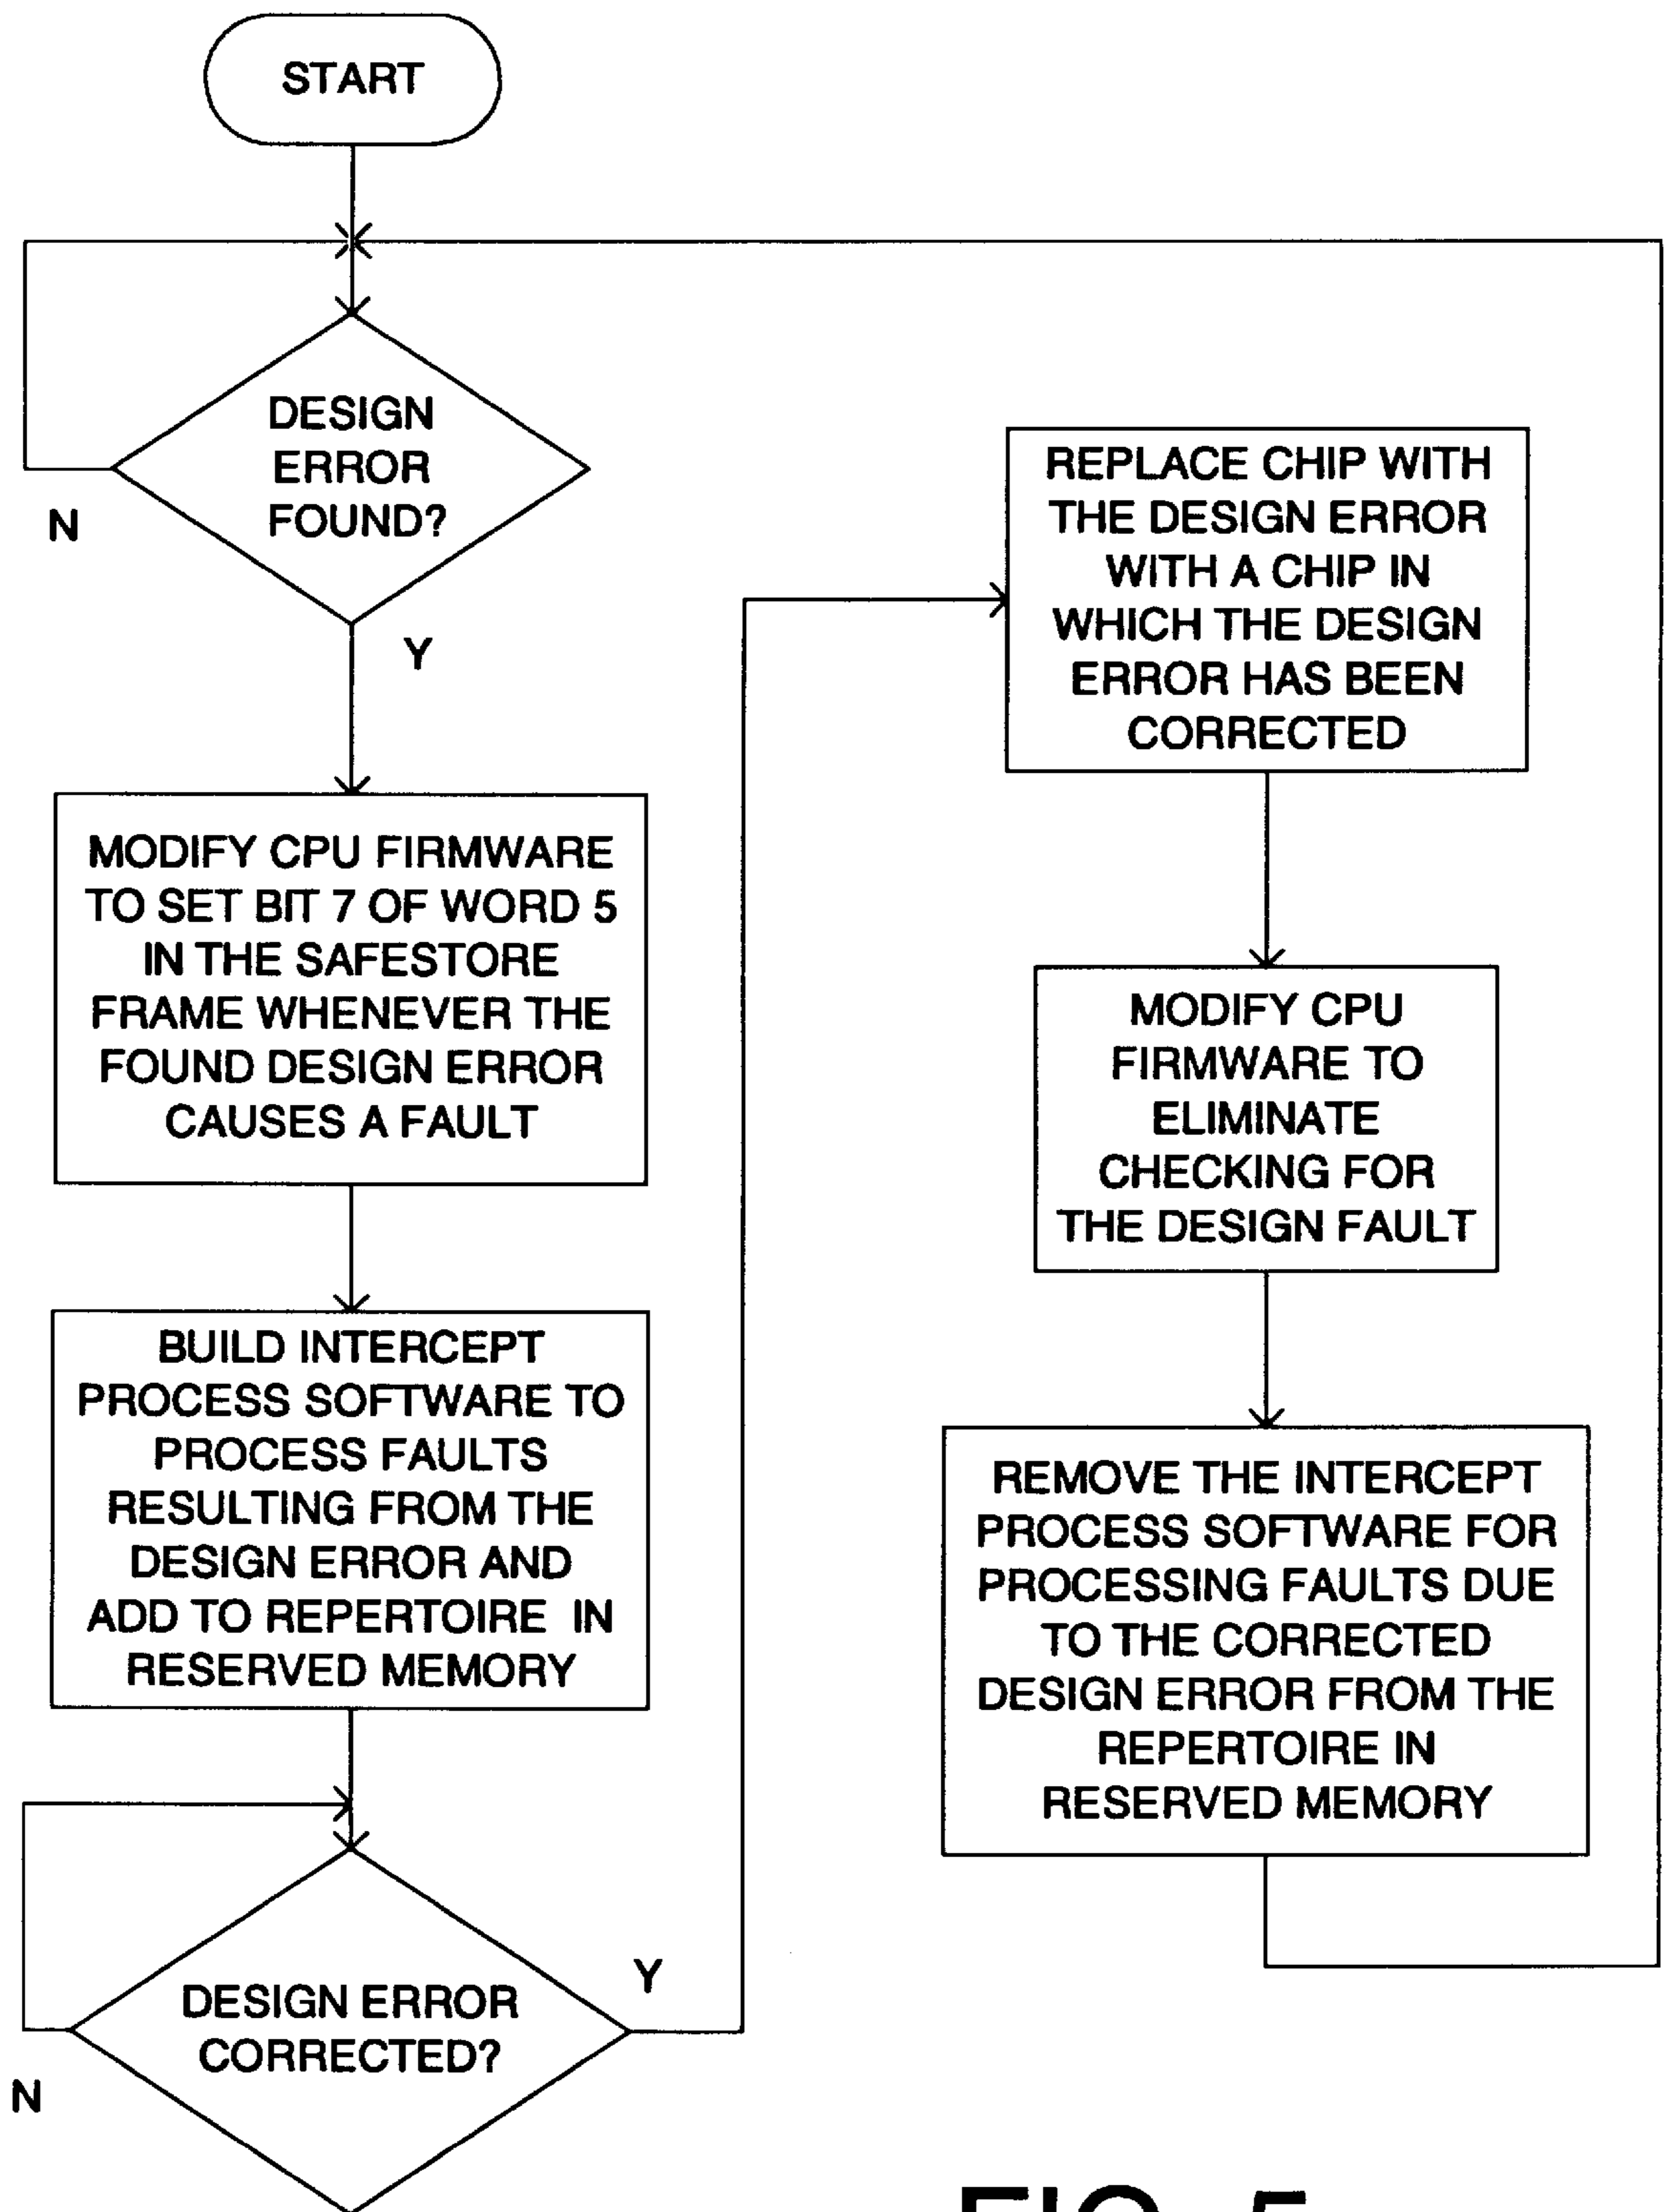 START
DESIGN
ERROR
FOUND?
N
Y
MODIFY CPU FIRMWARE
TO SET BIT 7 OF WORD 5
IN THE SAFESTORE
FRAME WHENEVER THE
FOUND DESIGN ERROR
CAUSES A FAULT
BUILD INTERCEPT
PROCESS SOFTWARE TO
PROCESS FAULTS
RESULTING FROM THE
DESIGN ERROR AND
ADD TO REPERTOIRE IN
RESERVED MEMORY
DESIGN ERROR
CORRECTED?
N
Y
REPLACE CHIP WITH
THE DESIGN ERROR
WITH A CHIP IN
WHICH THE DESIGN
ERROR HAS BEEN
CORRECTED
MODIFY CPU
FIRMWARE TO
ELIMINATE
CHECKING FOR
THE DESIGN FAULT
REMOVE THE INTERCEPT
PROCESS SOFTWARE FOR
PROCESSING FAULTS DUE
TO THE CORRECTED
DESIGN ERROR FROM THE
REPERTOIRE IN
RESERVED MEMORY
FIG. 5